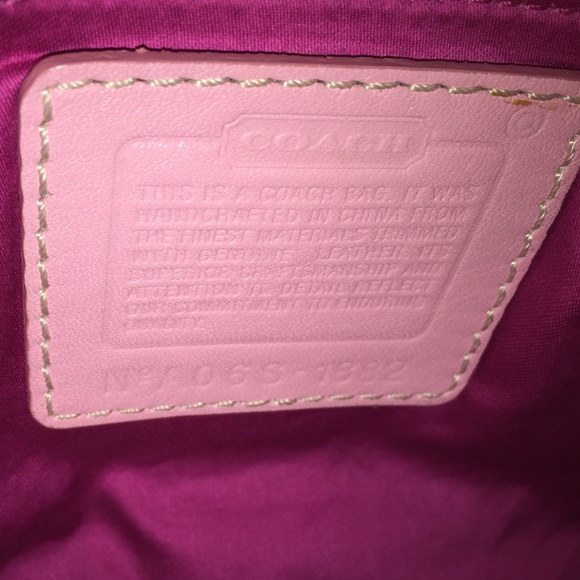 COACH
THIS IS A COACH BAG. IT WAS
HANDCRAFTED IN CHINA FROM
THE FINEST MATERIALS TRIMMED
WITH GENUINE LEATHER. ITS
SUPERIOR CRAFTSMANSHIP AND
ATTENTION TO DETAIL REFLECT
OUR COMMITMENT TO ENDURING
QUALITY.
Nº A06S-1882